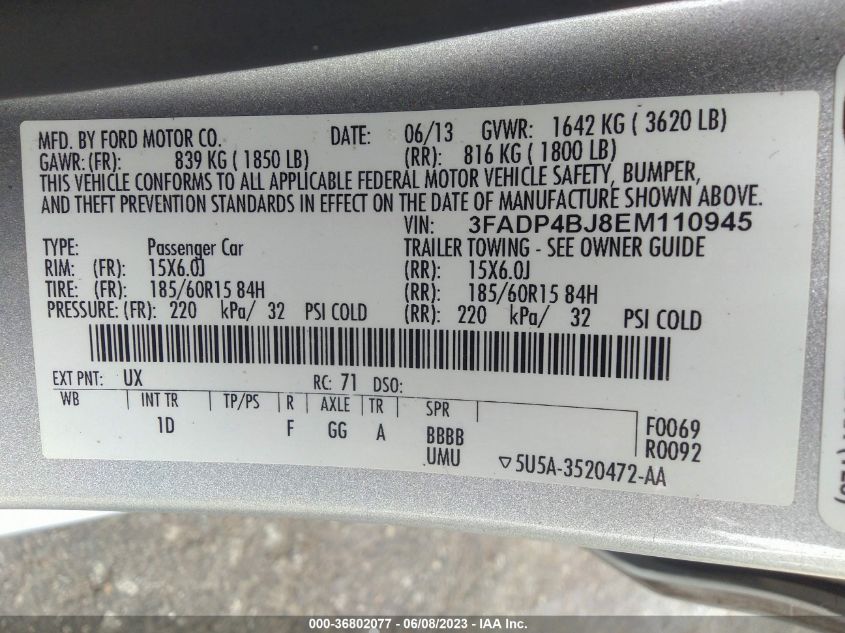 MFD. BY FORD MOTOR CO. DATE: 06/13 GVWR: 1642 KG ( 3620 LB)
GAWR: (FR): 839 KG ( 1850 LB) (RR): 816 KG ( 1800 LB)
THIS VEHICLE CONFORMS TO ALL APPLICABLE FEDERAL MOTOR VEHICLE SAFETY, BUMPER,
AND THEFT PREVENTION STANDARDS IN EFFECT ON THE DATE OF MANUFACTURE SHOWN ABOVE.
VIN: 3FADP4BJ8EM110945
TYPE: Passenger Car TRAILER TOWING - SEE OWNER GUIDE
RIM: (FR): 15X6.0J (RR): 15X6.0J
TIRE: (FR): 185/60R15 84H (RR): 185/60R15 84H
PRESSURE: (FR): 220 kPa/ 32 PSI COLD (RR): 220 kPa/ 32 PSI COLD
EXT PNT: UX RC: 71 DSO:
WB INT TR TP/PS R AXLE TR SPR
1D F GG A BBBB F0069
UMU R0092
▽5U5A-3520472-AA
000-36802077 - 06/08/2023 - IAA Inc.